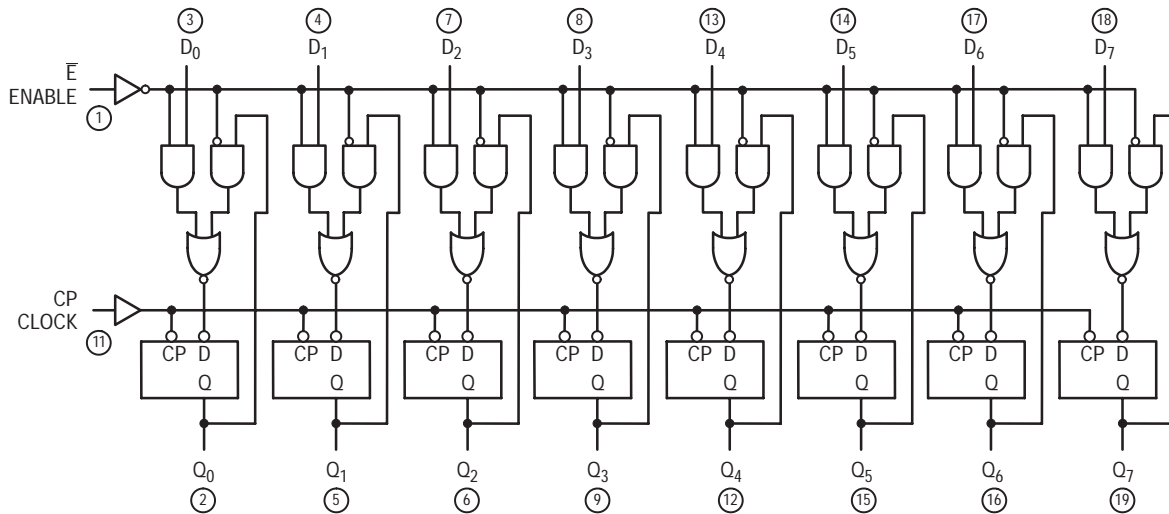 3 4 7 8 13 14 17 18
D0 D1 D2 D3 D4 D5 D6 D7
E̅
ENABLE
1
CP
CLOCK
11
CP D CP D CP D CP D CP D CP D CP D CP D
Q Q Q Q Q Q Q Q
Q0 Q1 Q2 Q3 Q4 Q5 Q6 Q7
2 5 6 9 12 15 16 19